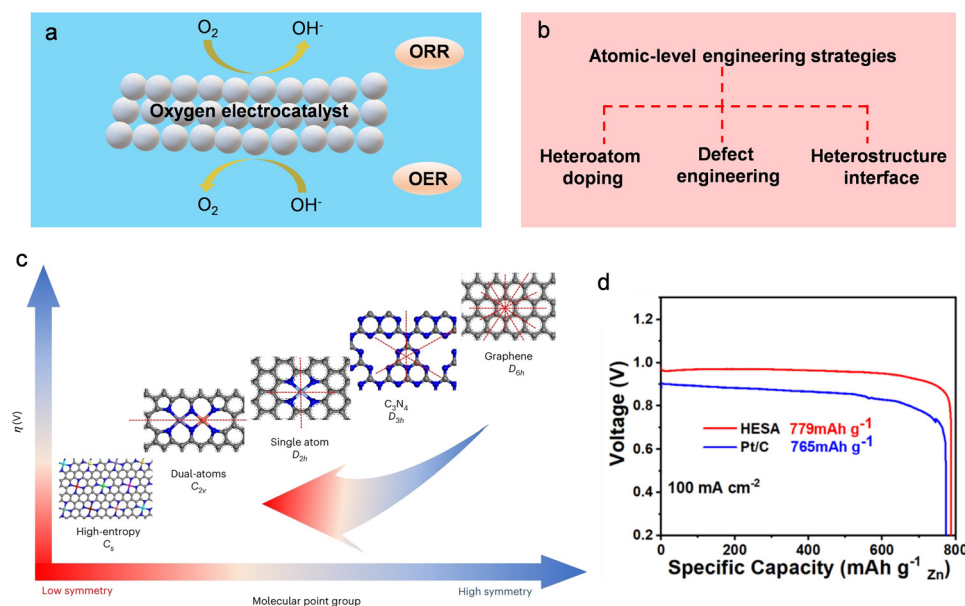 a
O₂ OH⁻
ORR
Oxygen electrocatalyst
OER
O₂ OH⁻
b
Atomic-level engineering strategies
Heteroatom doping
Defect engineering
Heterostructure interface
c
η (V)
Graphene
D₆ₕ
C₃N₄
D₃ₕ
Single atom
D₂ₕ
Dual-atoms
C₂ᵥ
High-entropy
Cₛ
Low symmetry
Molecular point group
High symmetry
d
Voltage (V)
1.2
1.0
0.8
0.6
0.4
0.2
HESA 779mAh g⁻¹
Pt/C 765mAh g⁻¹
100 mA cm⁻²
0 200 400 600 800
Specific Capacity (mAh g⁻¹ Zn)